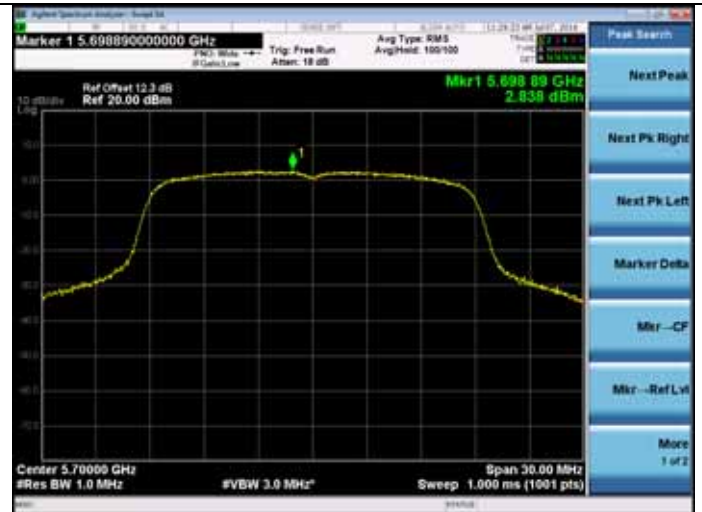 Agilent Spectrum Analyzer - Swept SA
Marker 1 5.698890000000 GHz
PNO: Wide
IFGain:Low
Trig: Free Run
Atten: 18 dB
Avg Type: RMS
Avg|Hold: 100/100
Peak Search
Ref Offset 12.3 dB
Ref 20.00 dBm
10 dB/div
Log
Mkr1 5.698 89 GHz
2.838 dBm
1
Next Peak
Next Pk Right
Next Pk Left
Marker Delta
Mkr→CF
Mkr→Ref Lvl
More
1 of 2
Center 5.70000 GHz
#Res BW 1.0 MHz
#VBW 3.0 MHz*
Span 30.00 MHz
Sweep 1.000 ms (1001 pts)
MSG
STATUS